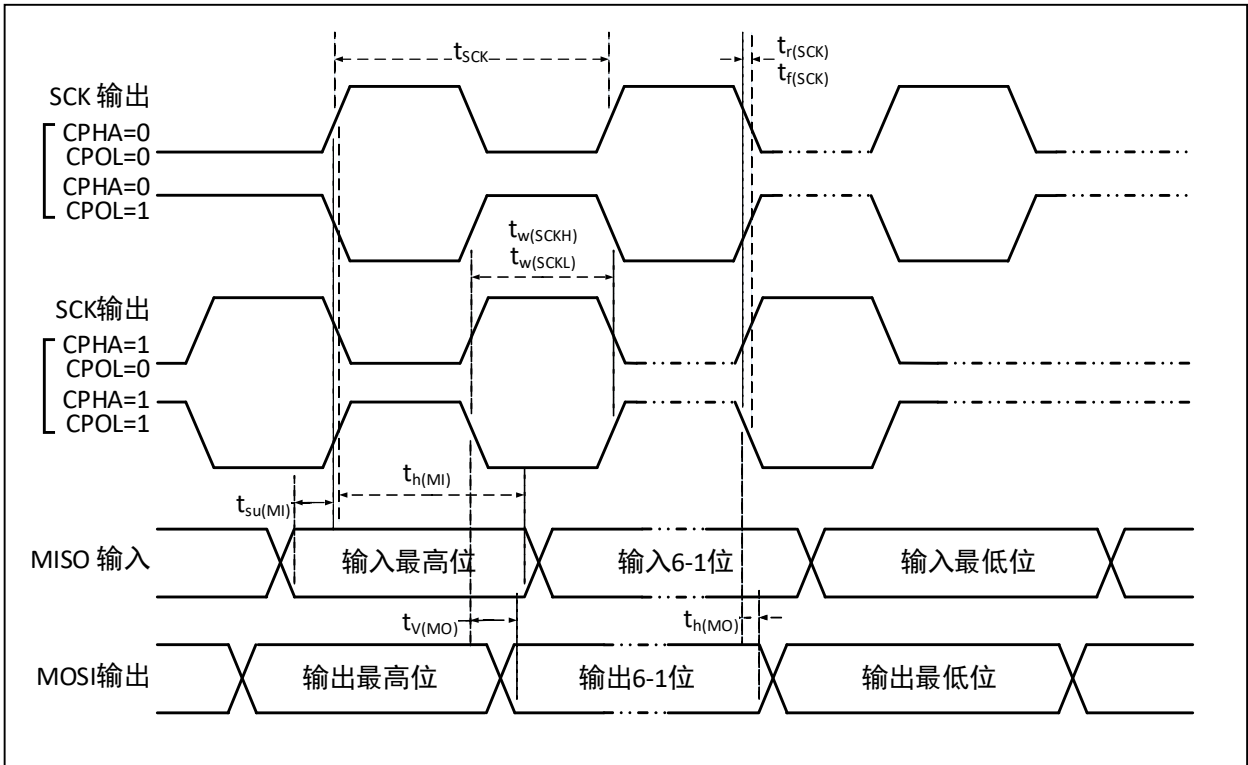 tSCK
tr(SCK)
tf(SCK)
SCK 输出
CPHA=0
CPOL=0
CPHA=0
CPOL=1
tw(SCKH)
tw(SCKL)
SCK输出
CPHA=1
CPOL=0
CPHA=1
CPOL=1
th(MI)
tsu(MI)
MISO 输入
输入最高位
输入6-1位
输入最低位
tV(MO)
th(MO)
MOSI输出
输出最高位
输出6-1位
输出最低位